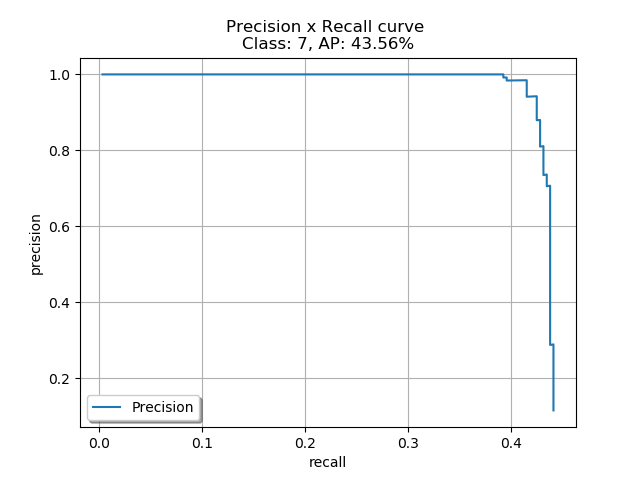 Precision x Recall curve
Class: 7, AP: 43.56%
precision
1.0
0.8
0.6
0.4
0.2
Precision
0.0
0.1
0.2
0.3
0.4
recall